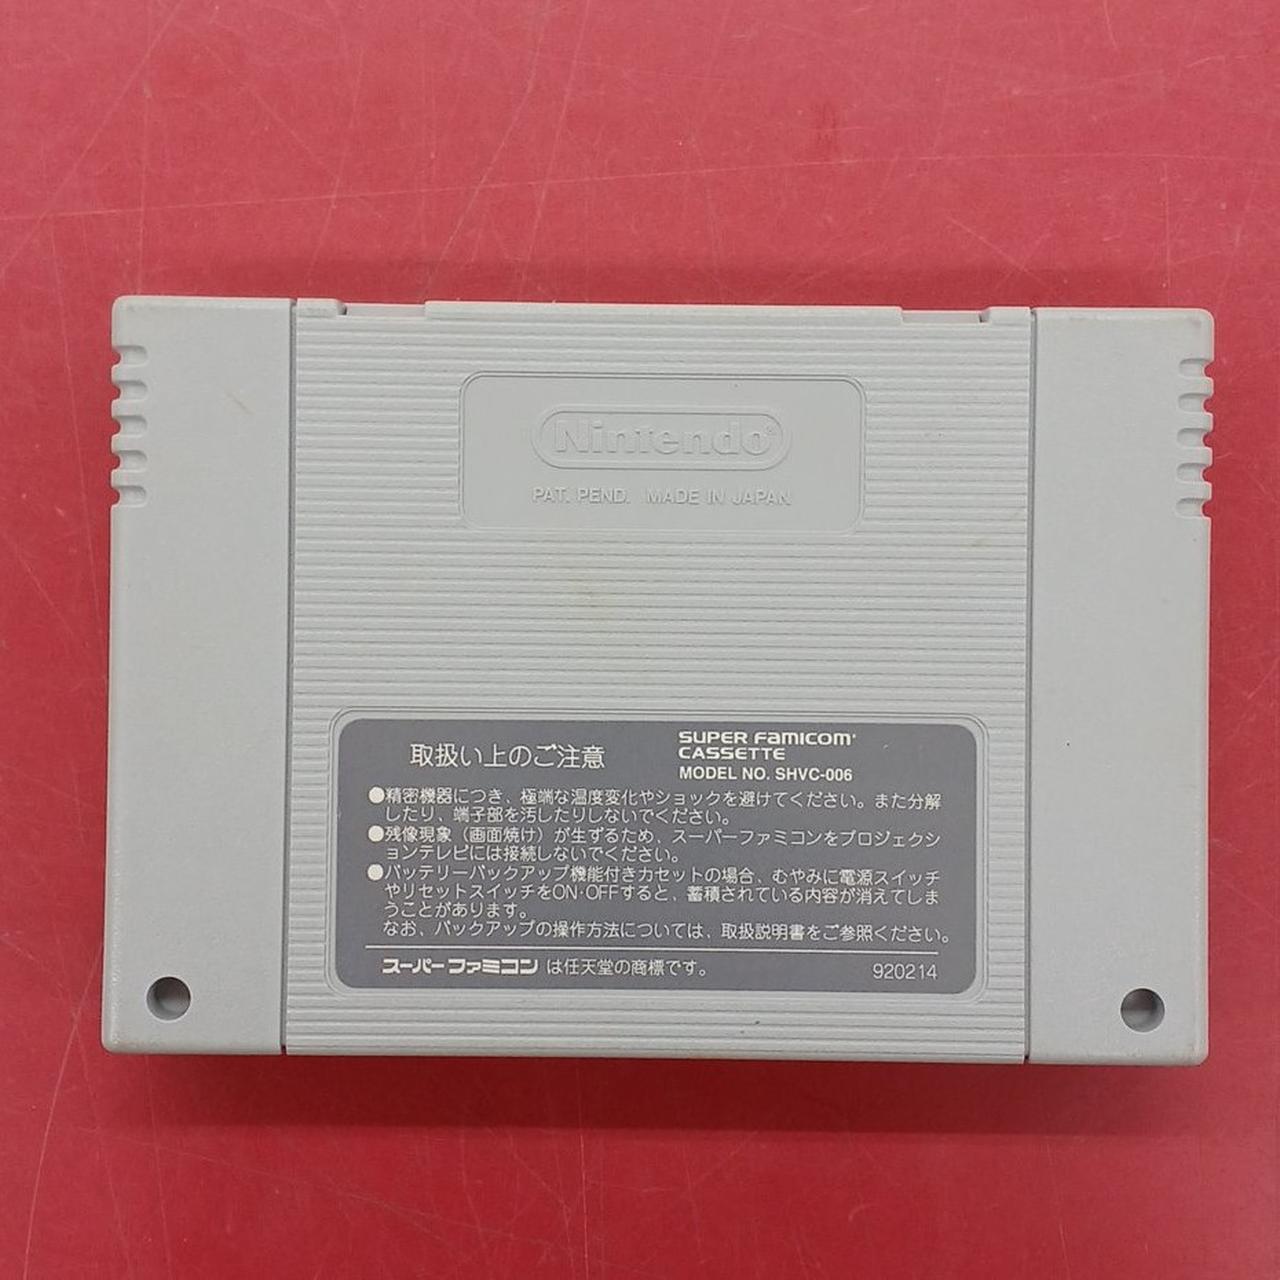 Nintendo®
PAT. PEND. MADE IN JAPAN
取扱い上のご注意
SUPER FAMICOM®
CASSETTE
MODEL NO. SHVC-006
●精密機器につき、極端な温度変化やショックを避けてください。また分解
したり、端子部を汚したりしないでください。
●残像現象（画面焼け）が生ずるため、スーパーファミコンをプロジェクシ
ョンテレビには接続しないでください。
●バッテリーバックアップ機能付きカセットの場合、むやみに電源スイッチ
やリセットスイッチをON·OFFすると、蓄積されている内容が消えてしま
うことがあります。
なお、バックアップの操作方法については、取扱説明書をご参照ください。
スーパーファミコン は任天堂の商標です。
920214